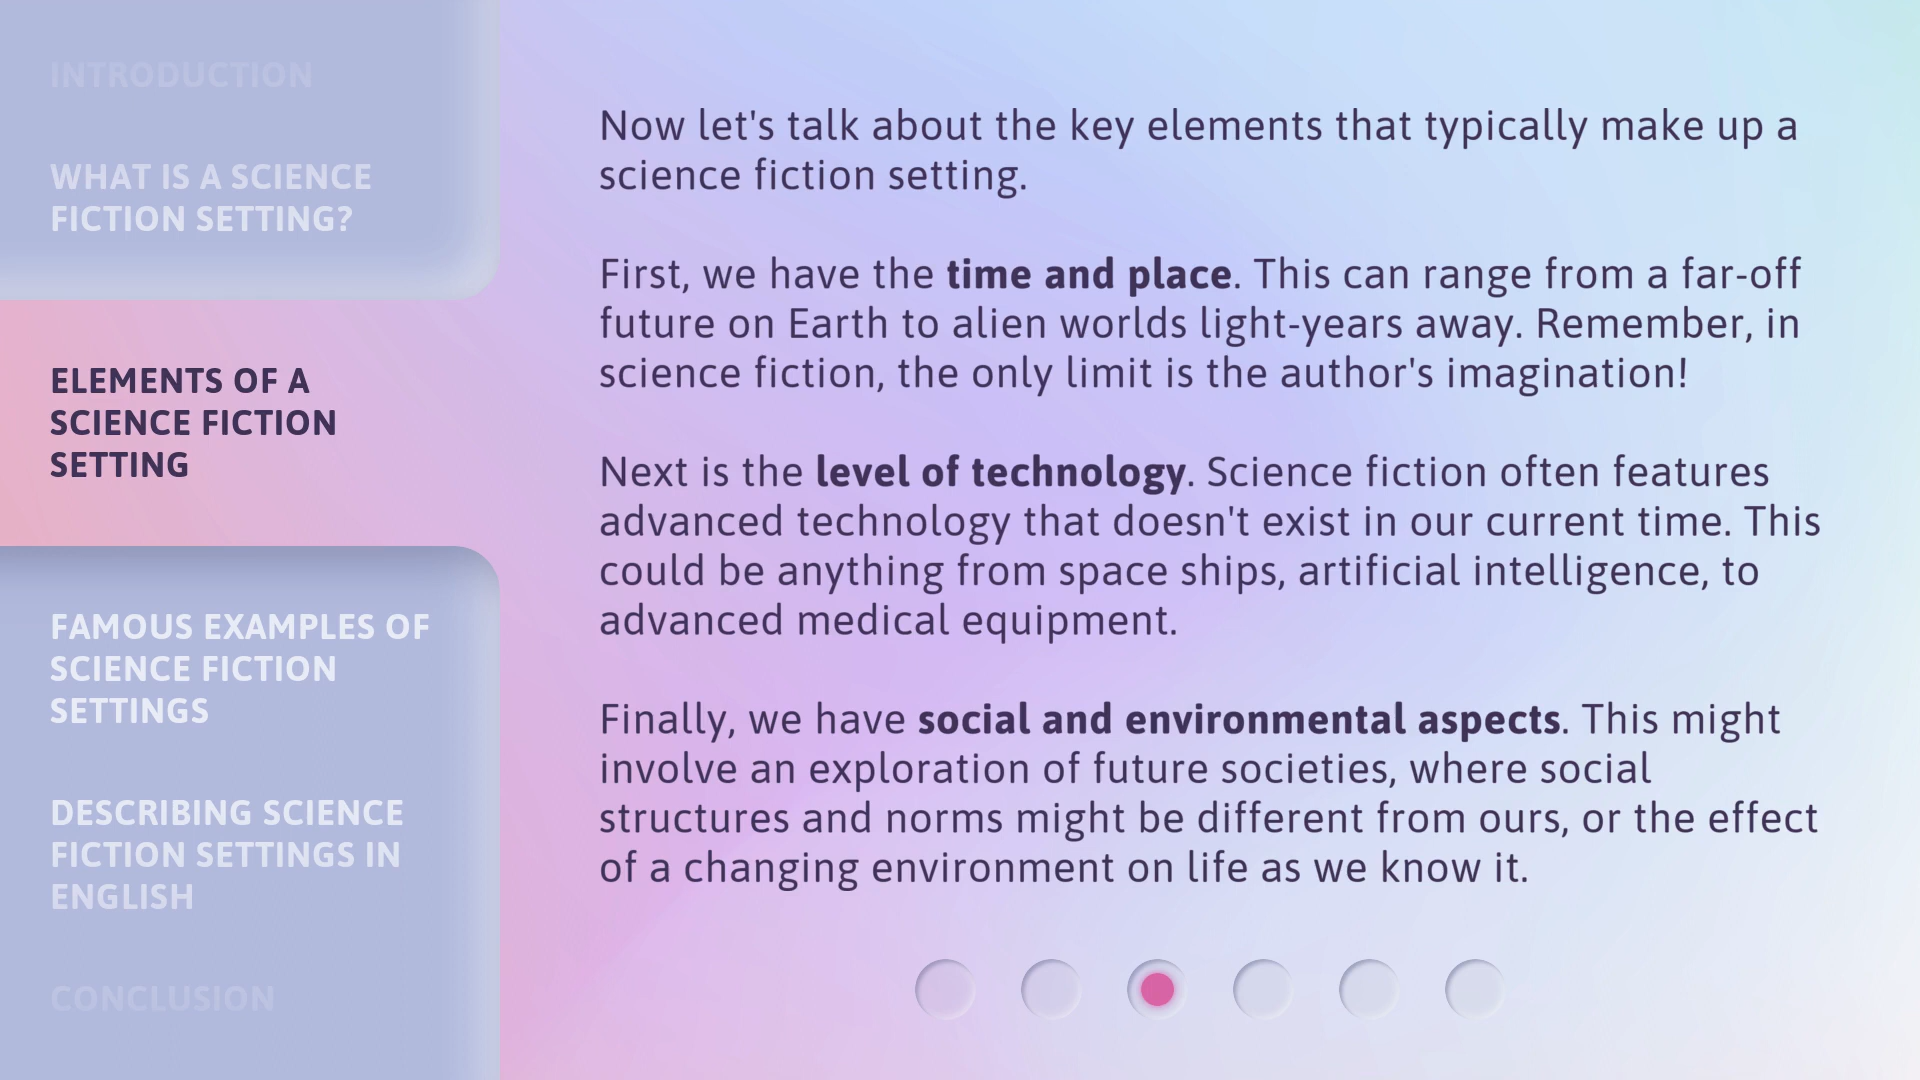 INTRODUCTION
WHAT IS A SCIENCE
FICTION SETTING?
ELEMENTS OF A
SCIENCE FICTION
SETTING
FAMOUS EXAMPLES OF
SCIENCE FICTION
SETTINGS
DESCRIBING SCIENCE
FICTION SETTINGS IN
ENGLISH
CONCLUSION
Now let's talk about the key elements that typically make up a
science fiction setting.
First, we have the time and place. This can range from a far-off
future on Earth to alien worlds light-years away. Remember, in
science fiction, the only limit is the author's imagination!
Next is the level of technology. Science fiction often features
advanced technology that doesn't exist in our current time. This
could be anything from space ships, artificial intelligence, to
advanced medical equipment.
Finally, we have social and environmental aspects. This might
involve an exploration of future societies, where social
structures and norms might be different from ours, or the effect
of a changing environment on life as we know it.